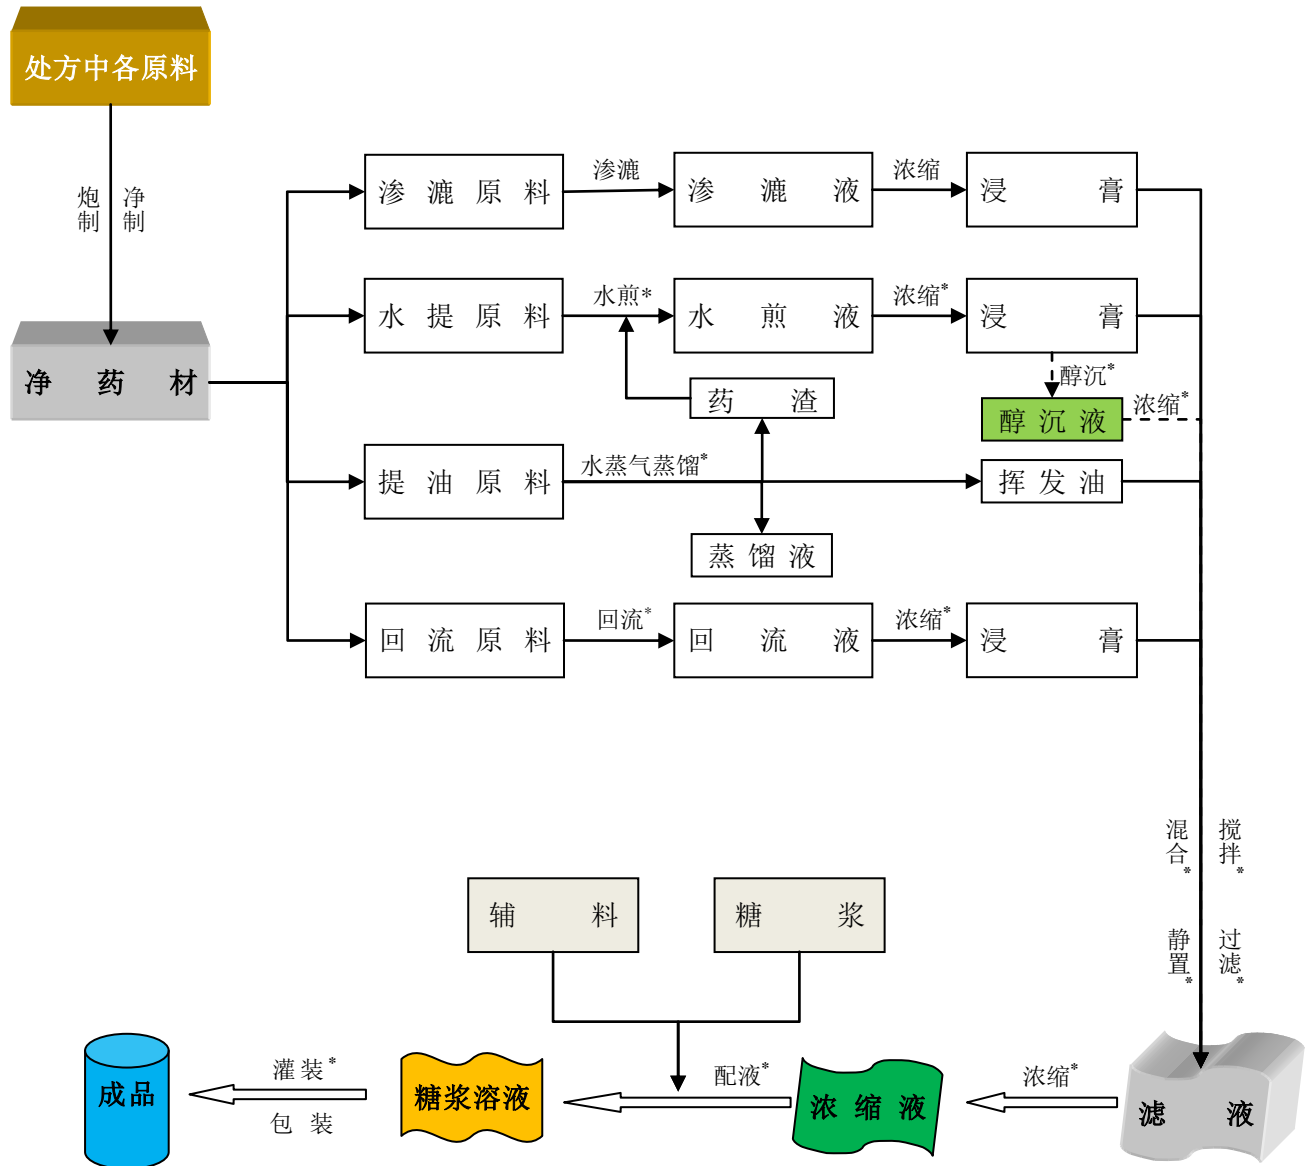 处方中各原料
炮制
净制
净药材
渗漉原料
渗漉
渗漉液
浓缩
浸膏
水提原料
水煎*
水煎液
浓缩*
浸膏
醇沉*
药渣
醇沉液
浓缩*
提油原料
水蒸气蒸馏*
挥发油
蒸馏液
回流原料
回流*
回流液
浓缩*
浸膏
混合*
搅拌*
静置*
过滤*
辅料
糖浆
成品
灌装*
包装
糖浆溶液
配液*
浓缩液
浓缩*
滤液